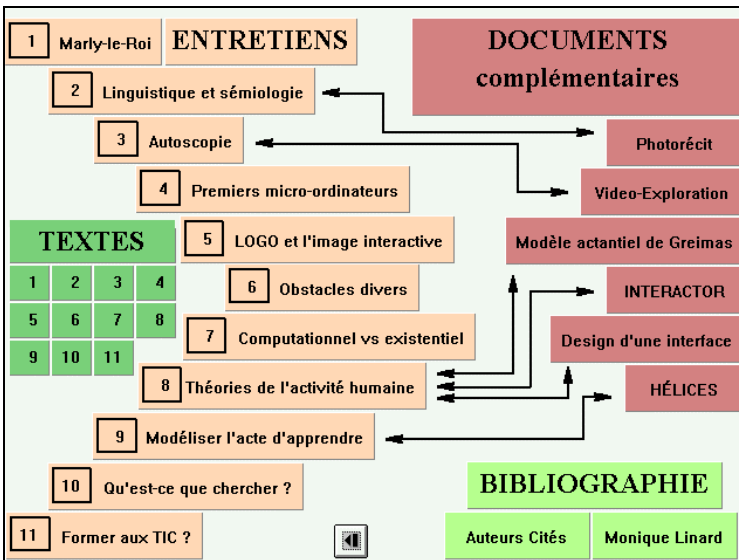 1 Marly-le-Roi
ENTRETIENS
2 Linguistique et sémiologie
3 Autoscopie
4 Premiers micro-ordinateurs
5 LOGO et l'image interactive
6 Obstacles divers
7 Computationnel vs existentiel
8 Théories de l'activité humaine
9 Modéliser l'acte d'apprendre
10 Qu'est-ce que chercher ?
11 Former aux TIC ?
TEXTES
1 2 3 4
5 6 7 8
9 10 11
DOCUMENTS
complémentaires
Photorécit
Video-Exploration
Modèle actantiel de Greimas
INTERACTOR
Design d'une interface
HÉLICES
BIBLIOGRAPHIE
Auteurs Cités
Monique Linard